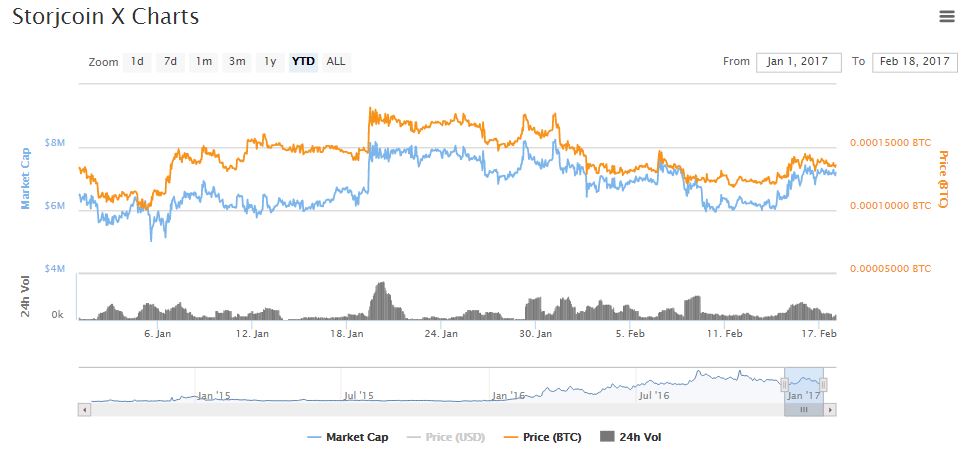 Storjcoin X Charts
Zoom 1d 7d 1m 3m 1y YTD ALL From Jan 1, 2017 To Feb 18, 2017
Market Cap
$8M
$6M
$4M
0.00015000 BTC
0.00010000 BTC
0.00005000 BTC
Price (BTC)
24h Vol
0k
6. Jan 12. Jan 18. Jan 24. Jan 30. Jan 5. Feb 11. Feb 17. Feb
Jan '15 Jul '15 Jan '16 Jul '16 Jan '17
Market Cap Price (USD) Price (BTC) 24h Vol